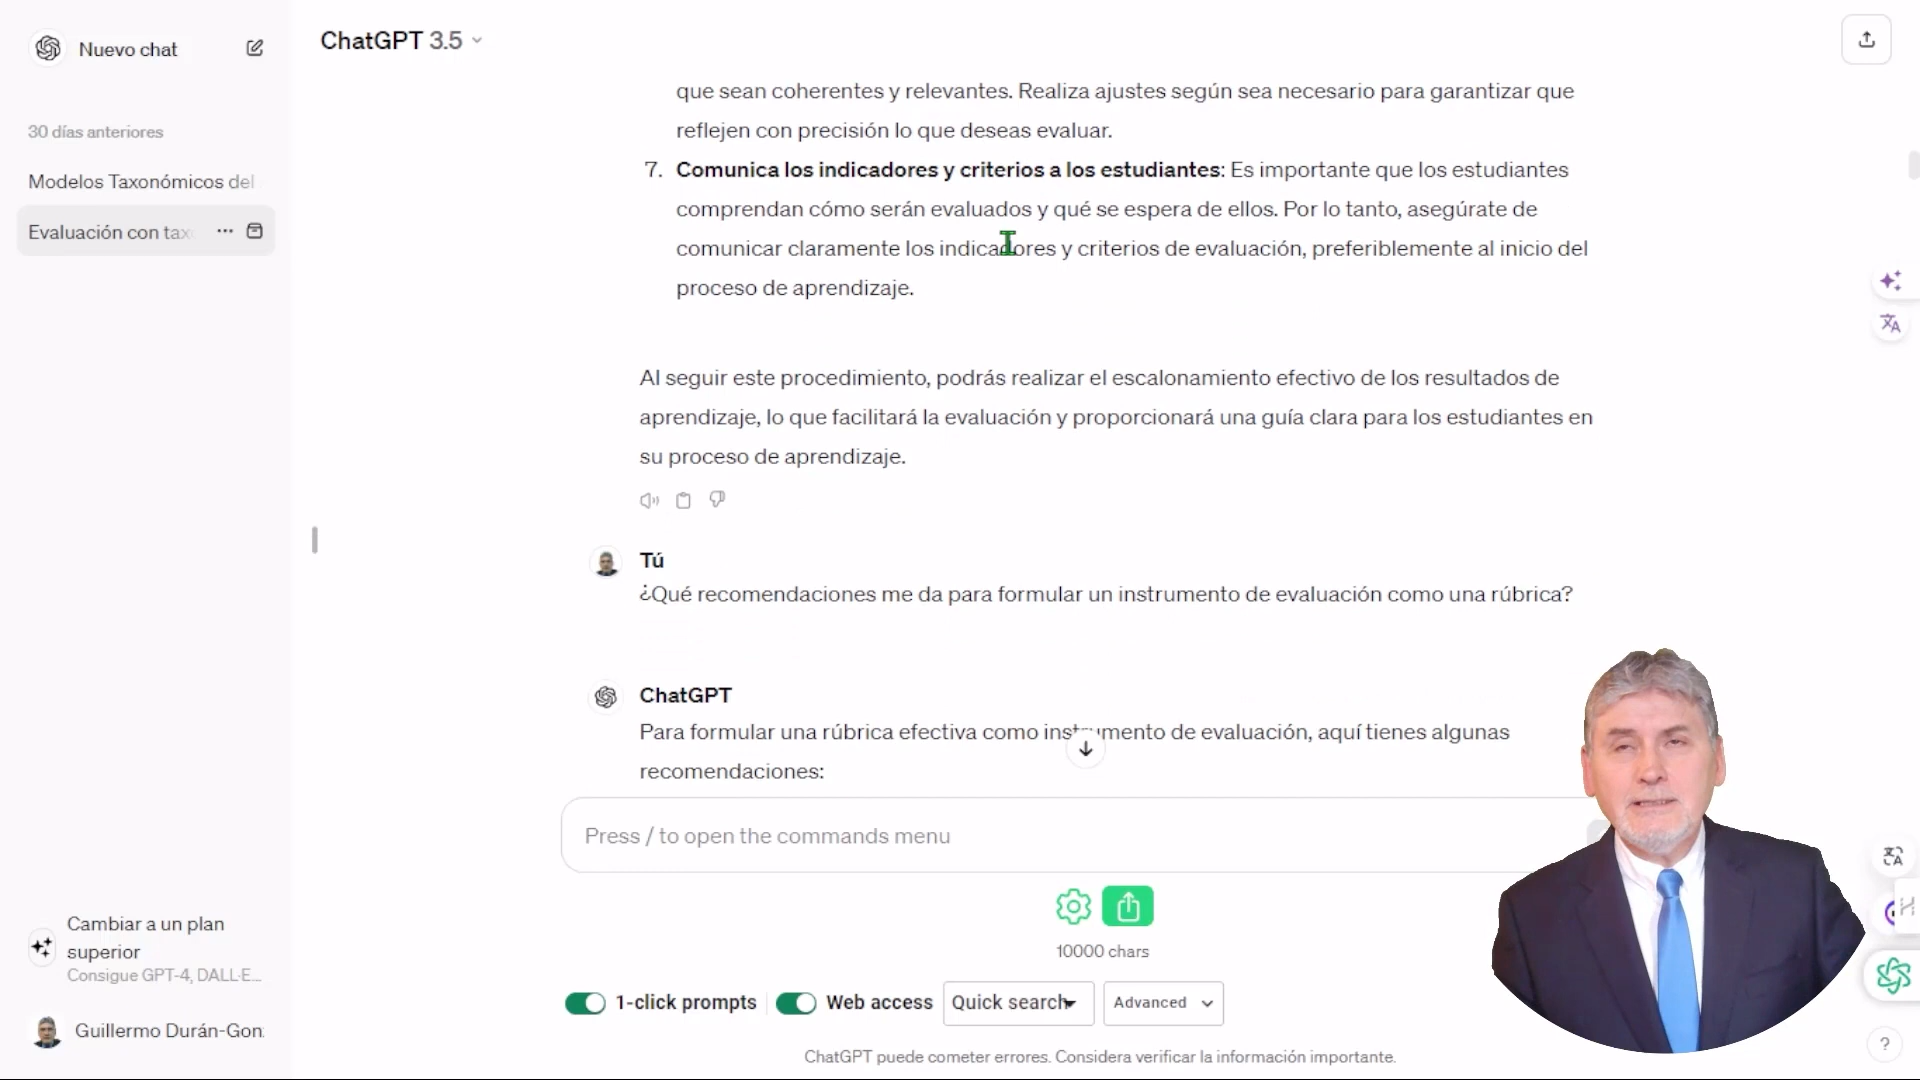 Nuevo chat
ChatGPT 3.5
30 días anteriores
Modelos Taxonómicos del
Evaluación con tax
que sean coherentes y relevantes. Realiza ajustes según sea necesario para garantizar que
reflejen con precisión lo que deseas evaluar.
7. Comunica los indicadores y criterios a los estudiantes: Es importante que los estudiantes
comprendan cómo serán evaluados y qué se espera de ellos. Por lo tanto, asegúrate de
comunicar claramente los indicadores y criterios de evaluación, preferiblemente al inicio del
proceso de aprendizaje.
Al seguir este procedimiento, podrás realizar el escalonamiento efectivo de los resultados de
aprendizaje, lo que facilitará la evaluación y proporcionará una guía clara para los estudiantes en
su proceso de aprendizaje.
Tú
¿Qué recomendaciones me da para formular un instrumento de evaluación como una rúbrica?
ChatGPT
Para formular una rúbrica efectiva como instrumento de evaluación, aquí tienes algunas
recomendaciones:
Press / to open the commands menu
10000 chars
1-click prompts
Web access
Quick search
Advanced
ChatGPT puede cometer errores. Considera verificar la información importante.
Cambiar a un plan
superior
Consigue GPT-4, DALL·E...
Guillermo Durán-Gon
?